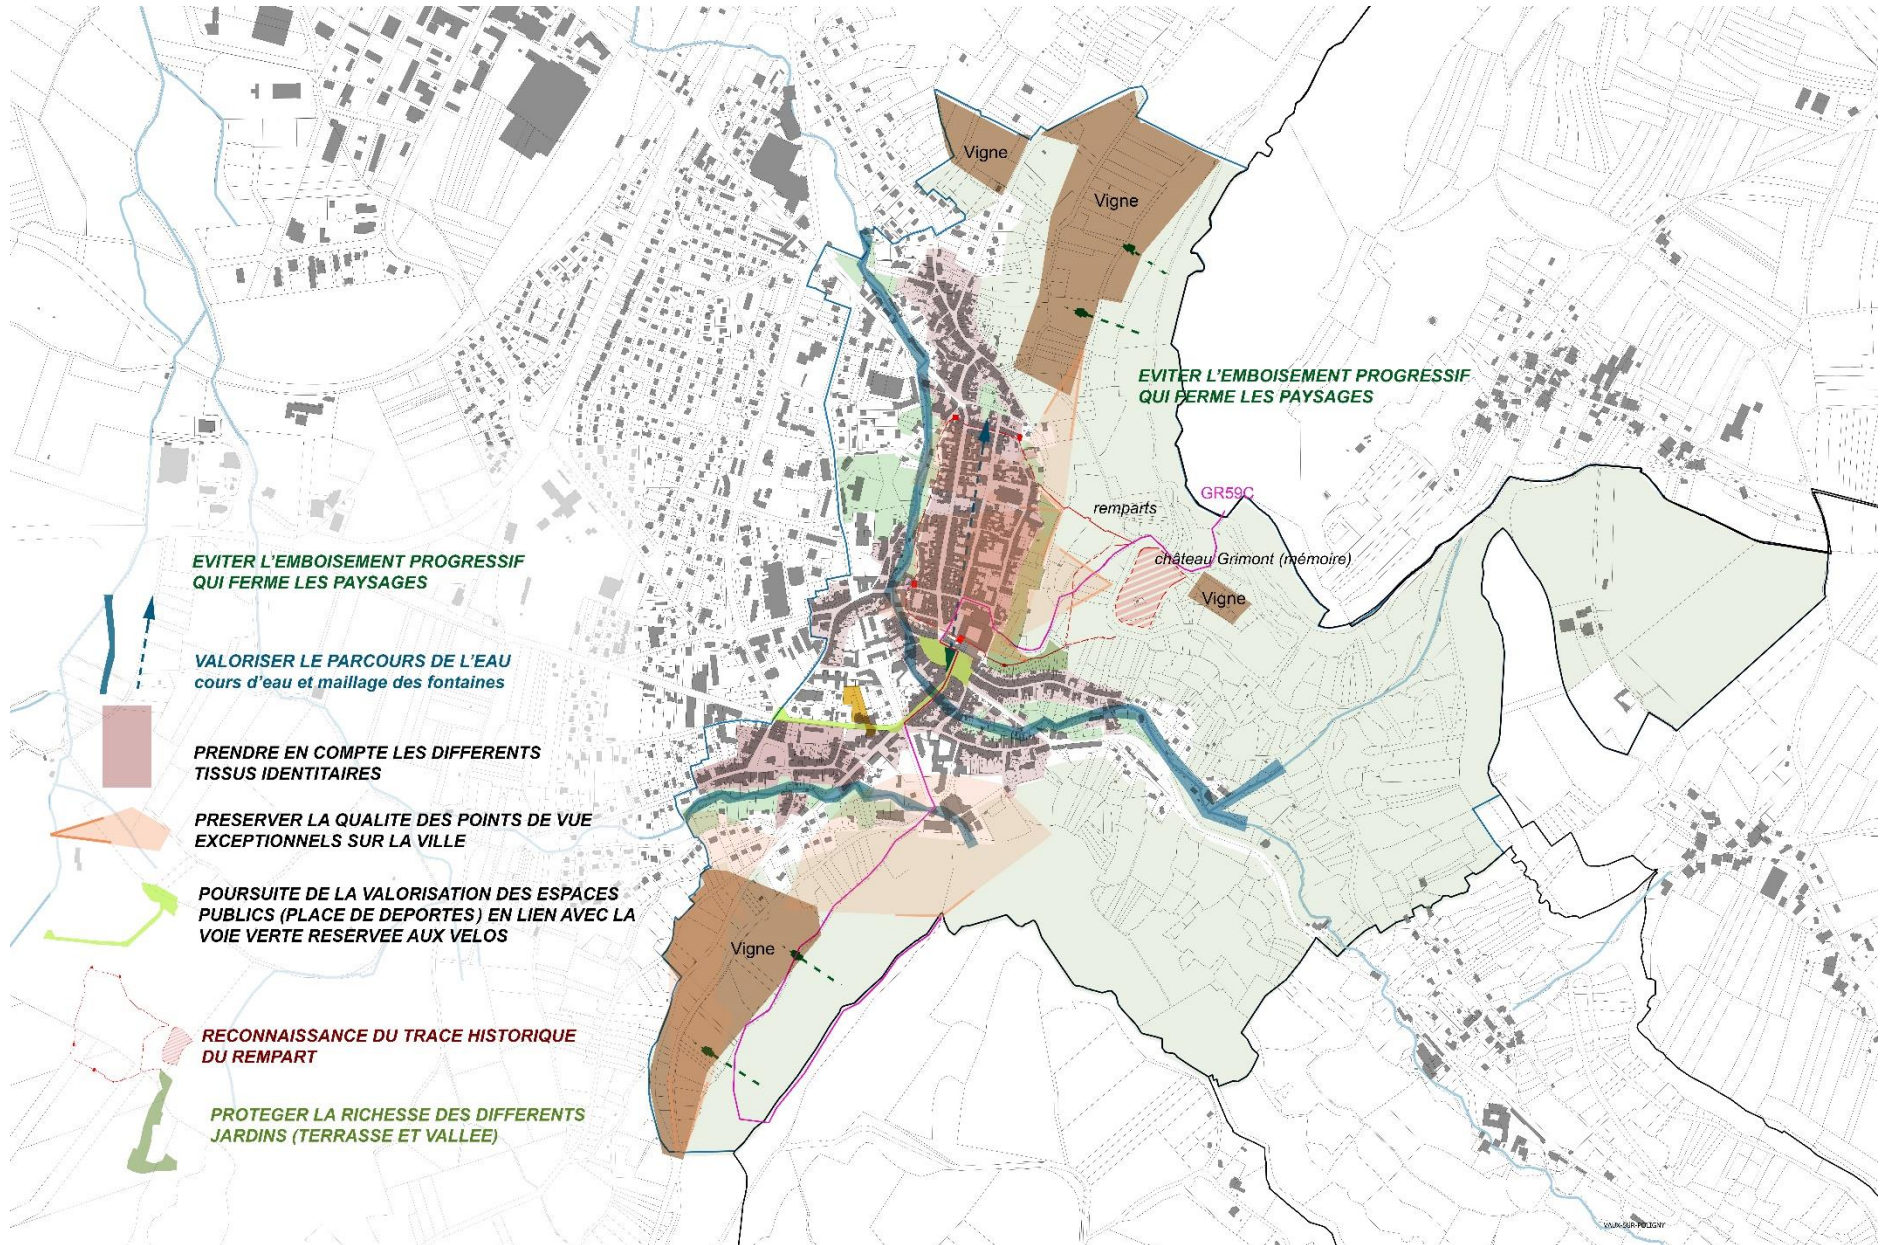 Vigne
Vigne
EVITER L'EMBOISEMENT PROGRESSIF
QUI FERME LES PAYSAGES
GR59C
remparts
château Grimont (mémoire)
Vigne
EVITER L'EMBOISEMENT PROGRESSIF
QUI FERME LES PAYSAGES
VALORISER LE PARCOURS DE L'EAU
cours d'eau et maillage des fontaines
PRENDRE EN COMPTE LES DIFFERENTS
TISSUS IDENTITAIRES
PRESERVER LA QUALITE DES POINTS DE VUE
EXCEPTIONNELS SUR LA VILLE
POURSUITE DE LA VALORISATION DES ESPACES
PUBLICS (PLACE DE DEPORTES) EN LIEN AVEC LA
VOIE VERTE RESERVEE AUX VELOS
Vigne
RECONNAISSANCE DU TRACE HISTORIQUE
DU REMPART
PROTEGER LA RICHESSE DES DIFFERENTS
JARDINS (TERRASSE ET VALLEE)
VAUX-SUR-POLIGNY